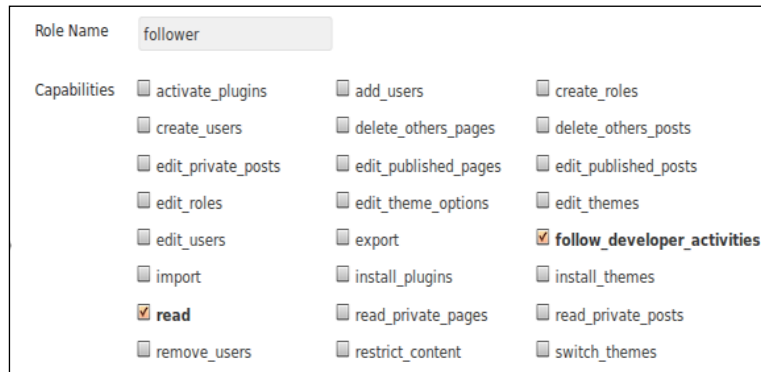 Role Name follower
Capabilities activate_plugins add_users create_roles
create_users delete_others_pages delete_others_posts
edit_private_posts edit_published_pages edit_published_posts
edit_roles edit_theme_options edit_themes
edit_users export follow_developer_activities
import install_plugins install_themes
read read_private_pages read_private_posts
remove_users restrict_content switch_themes